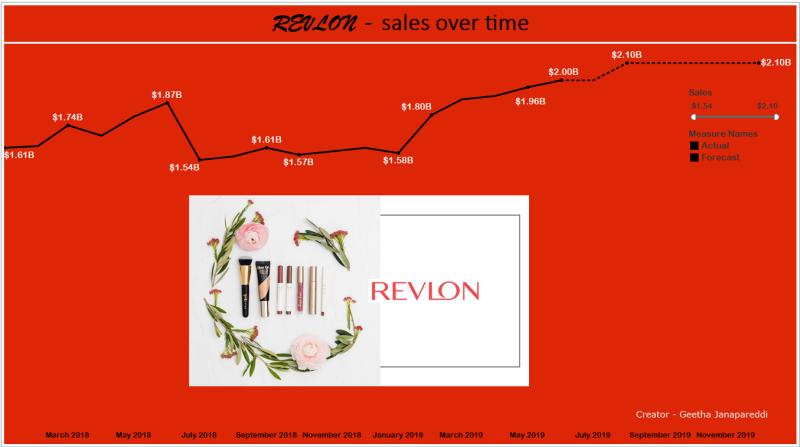 REVLON - sales over time
$2.10B
$2.10B
$2.00B
$1.96B
$1.87B
$1.80B
$1.74B
$1.61B
$1.61B
$1.54B
$1.57B
$1.58B
Sales
$1.54 $2.10
Measure Names
Actual
Forecast
REVLON
Creator - Geetha Janapareddi
March 2018 May 2018 July 2018 September 2018 November 2018 January 2019 March 2019 May 2019 July 2019 September 2019 November 2019